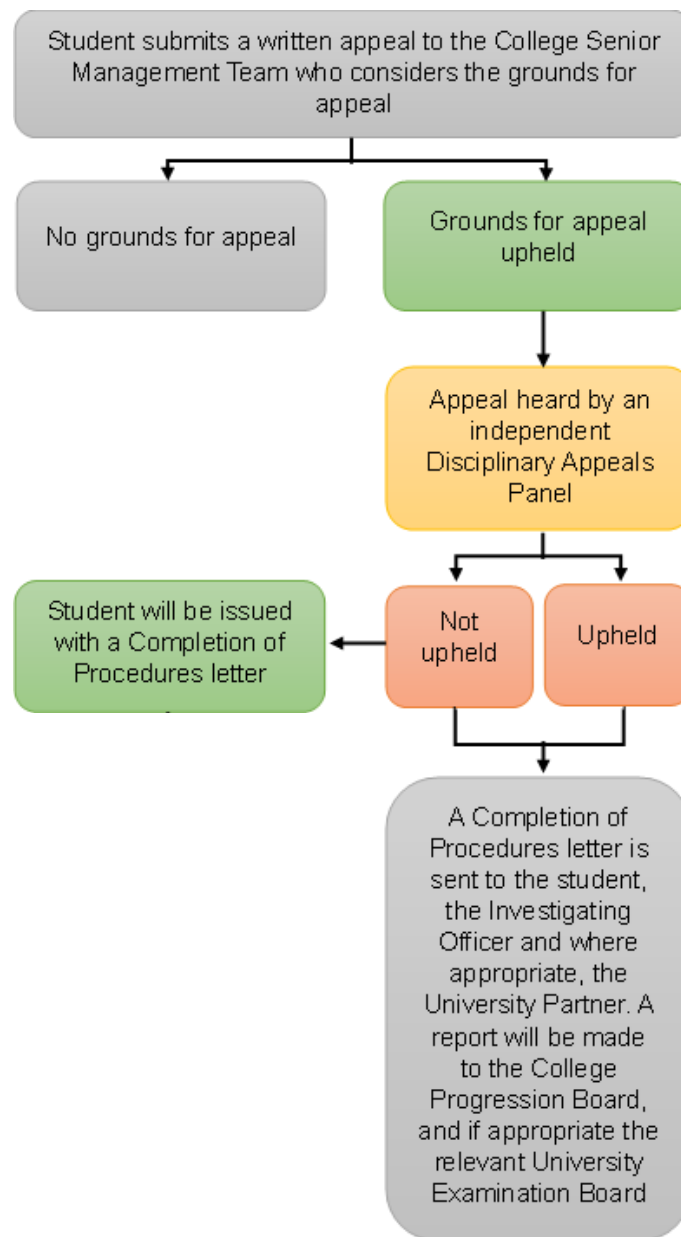 Student submits a written appeal to the College Senior
Management Team who considers the grounds for
appeal
No grounds for appeal
Grounds for appeal
upheld
Appeal heard by an
independent
Disciplinary Appeals
Panel
Student will be issued
with a Completion of
Procedures letter
Not
upheld
Upheld
A Completion of
Procedures letter is
sent to the student,
the Investigating
Officer and where
appropriate, the
University Partner. A
report will be made
to the College
Progression Board,
and if appropriate the
relevant University
Examination Board